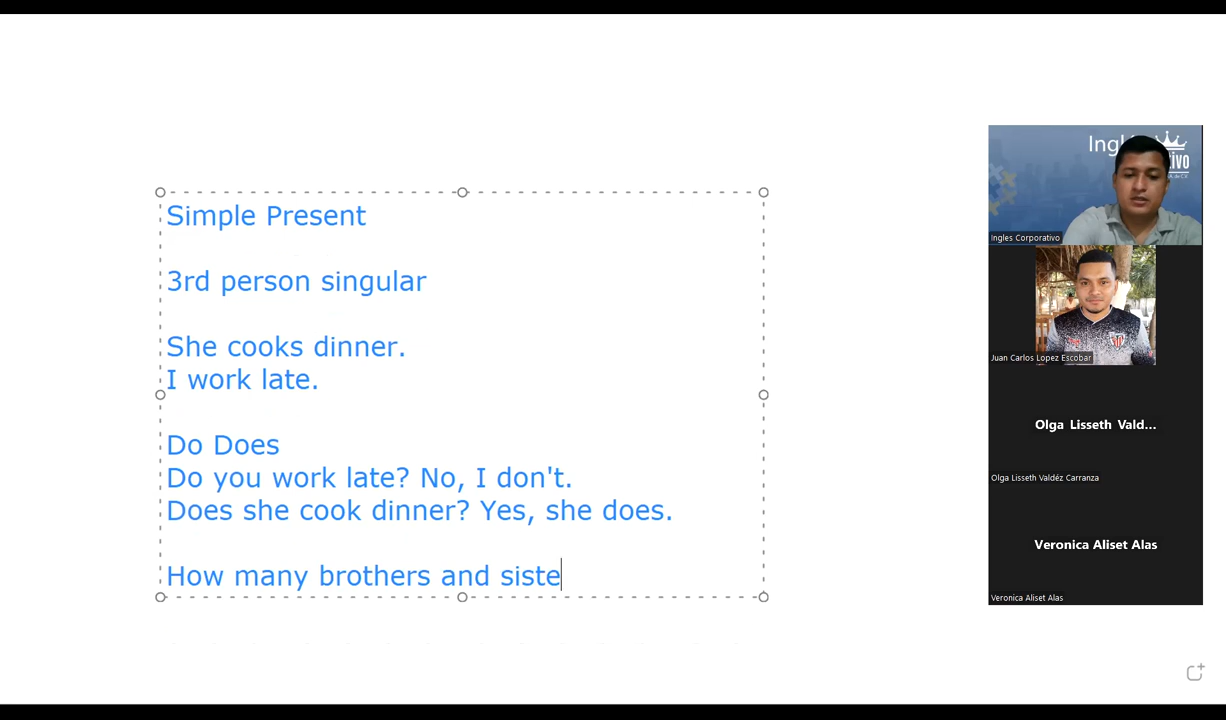 Simple Present
3rd person singular
She cooks dinner.
I work late.
Do Does
Do you work late? No, I don't.
Does she cook dinner? Yes, she does.
How many brothers and siste
Ingles Corporativo
Juan Carlos Lopez Escobar
Olga Lisseth Vald...
Olga Lisseth Valdéz Carranza
Veronica Aliset Alas
Veronica Aliset Alas